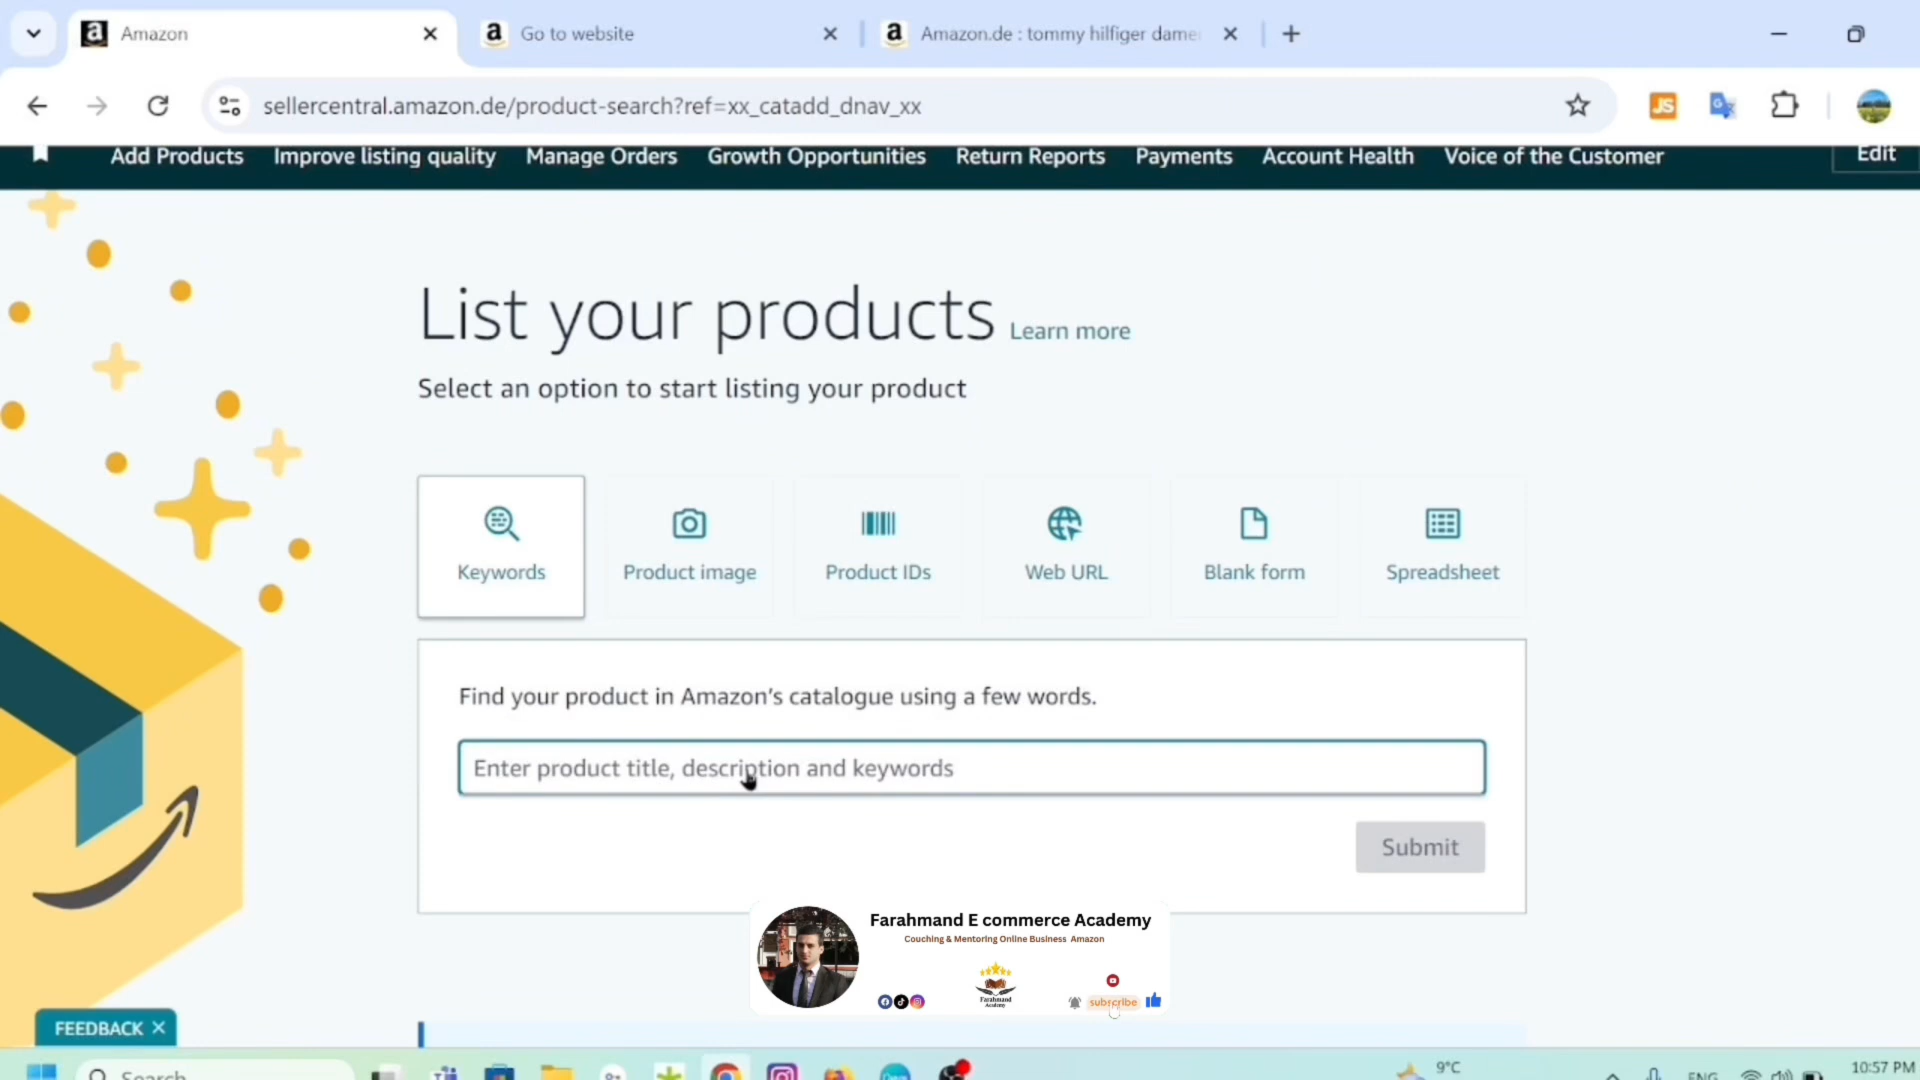 Amazon
Go to website
Amazon.de : tommy hilfiger dame
sellercentral.amazon.de/product-search?ref=xx_catadd_dnav_xx
Add Products Improve listing quality Manage Orders Growth Opportunities Return Reports Payments Account Health Voice of the Customer Edit
List your products Learn more
Select an option to start listing your product
Keywords Product image Product IDs Web URL Blank form Spreadsheet
Find your product in Amazon's catalogue using a few words.
Enter product title, description and keywords
Submit
Farahmand E commerce Academy
Couching & Mentoring Online Business Amazon
Farahmand
Academy
subscribe
FEEDBACK
Search
9°C
ENG
10:57 PM